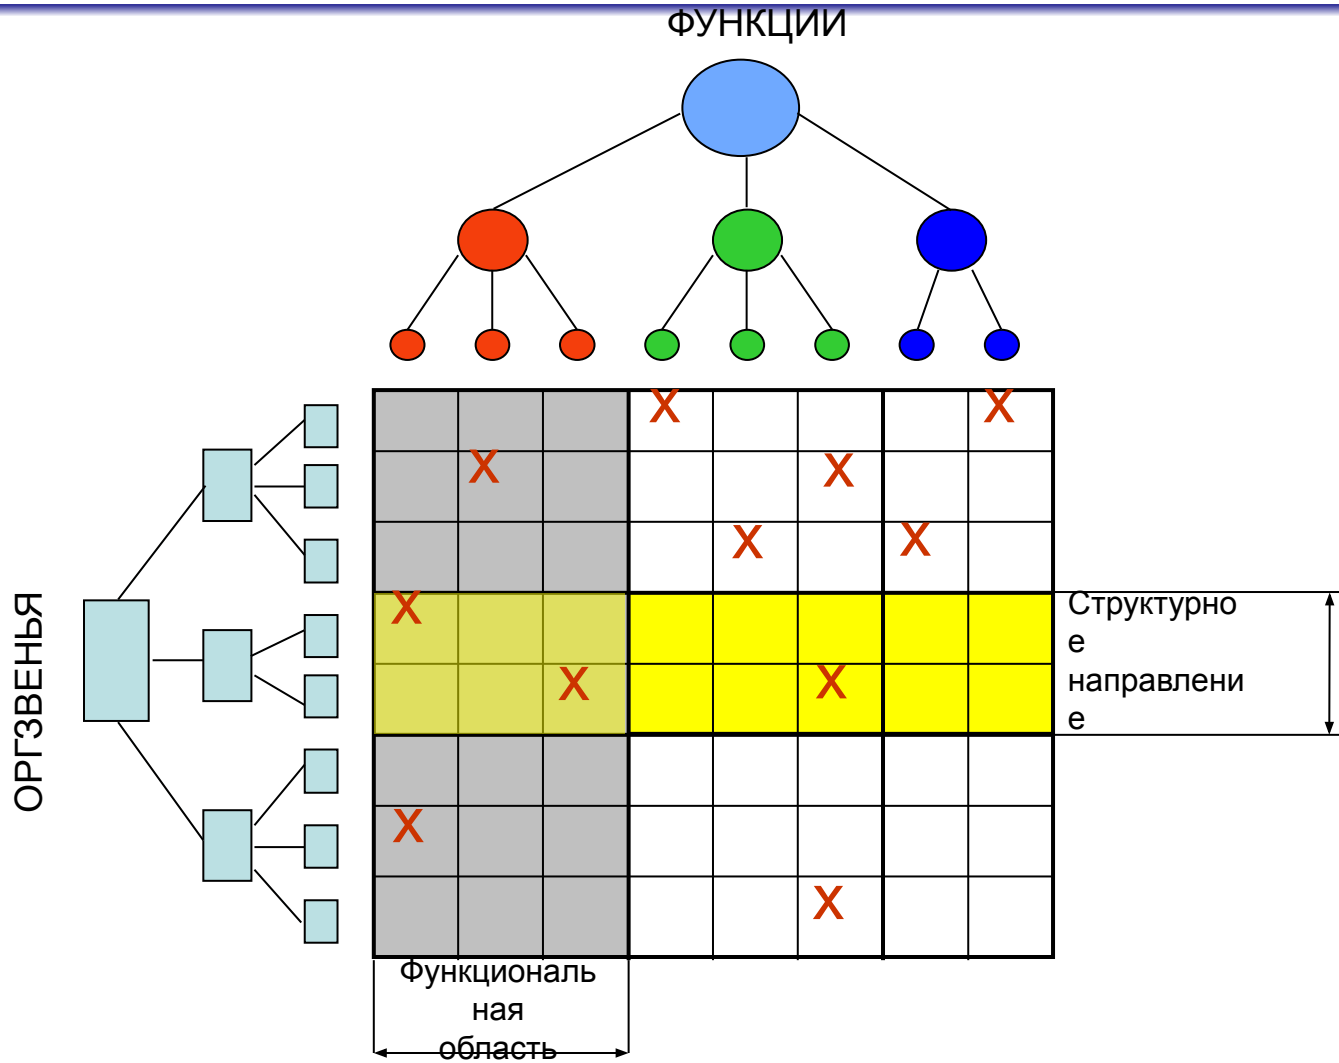 ФУНКЦИИ
X
X
X
X
X
X
ОРГЗВЕНЬЯ
X
Структурно
е
направлени
е
X
X
X
X
Функциональ
ная
область